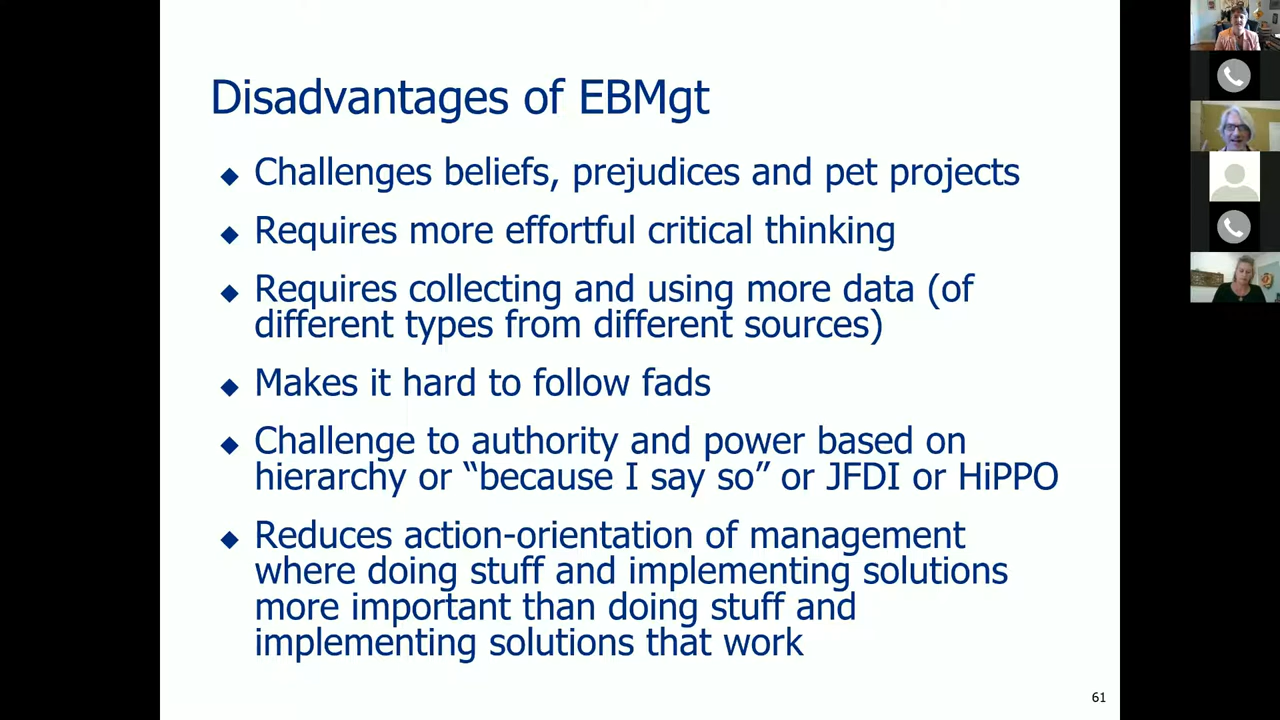 Disadvantages of EBMgt
◆ Challenges beliefs, prejudices and pet projects
◆ Requires more effortful critical thinking
◆ Requires collecting and using more data (of
different types from different sources)
◆ Makes it hard to follow fads
◆ Challenge to authority and power based on
hierarchy or “because I say so” or JFDI or HiPPO
◆ Reduces action-orientation of management
where doing stuff and implementing solutions
more important than doing stuff and
implementing solutions that work
61